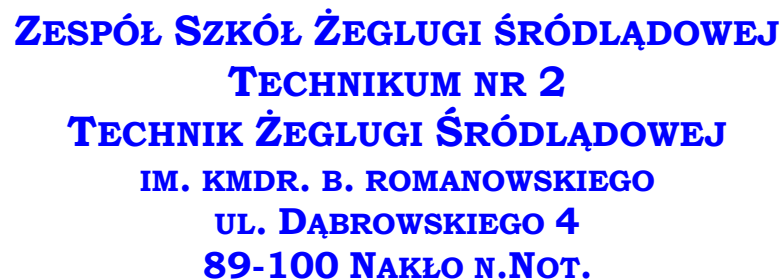 ZESPÓŁ SZKÓŁ ŻEGLUGI ŚRÓDLĄDOWEJ
TECHNIKUM NR 2
TECHNIK ŻEGLUGI ŚRÓDLĄDOWEJ
IM. KMDR. B. ROMANOWSKIEGO
UL. DĄBROWSKIEGO 4
89-100 NAKŁO N.NOT.